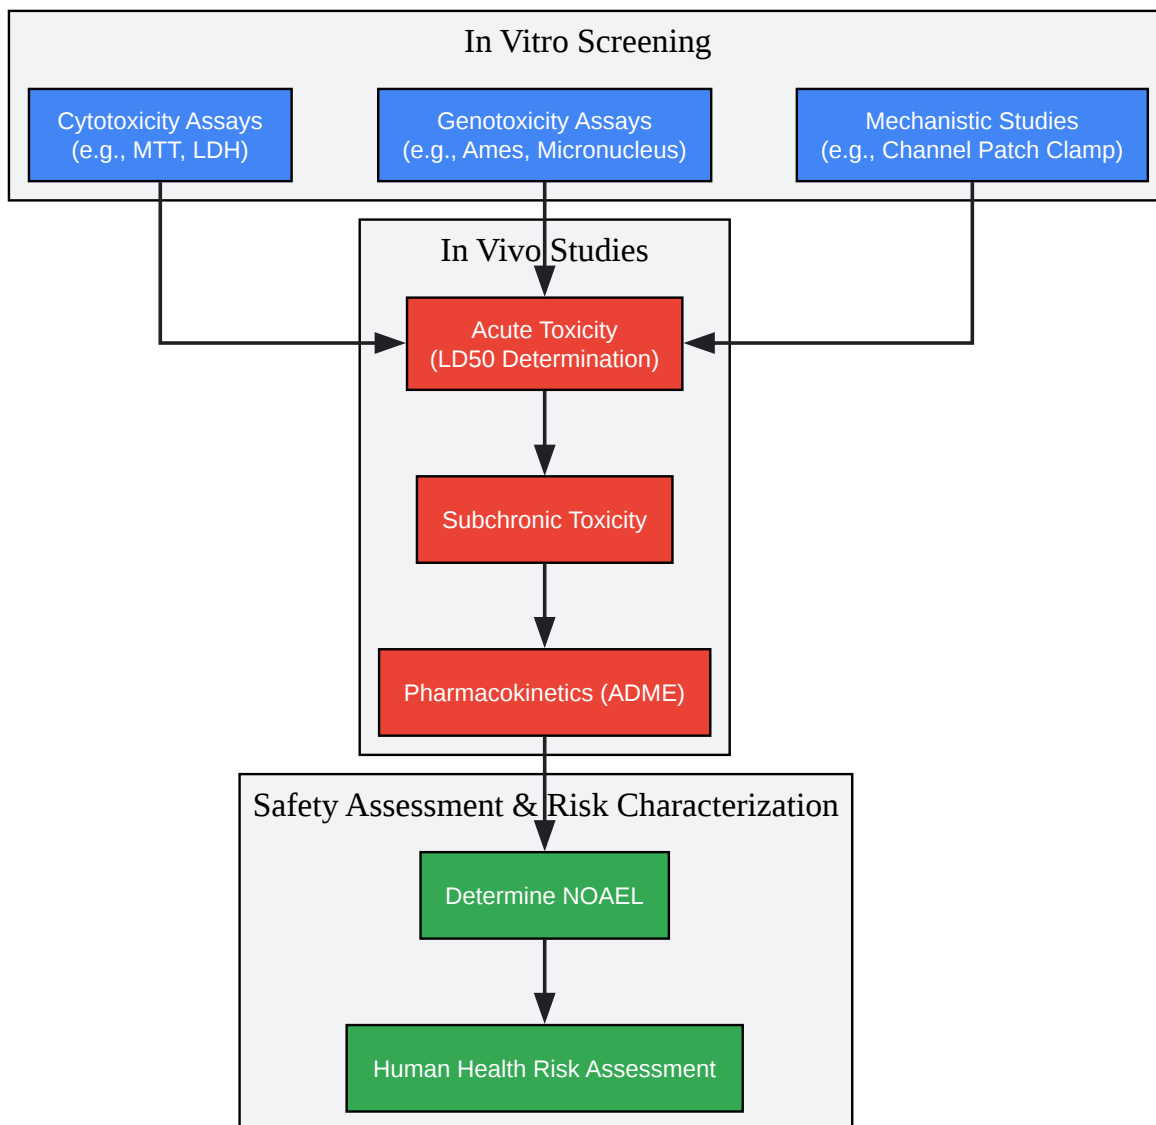 In Vitro Screening
Cytotoxicity Assays
(e.g., MTT, LDH)
Genotoxicity Assays
(e.g., Ames, Micronucleus)
Mechanistic Studies
(e.g., Channel Patch Clamp)
In Vivo Studies
Acute Toxicity
(LD50 Determination)
Subchronic Toxicity
Pharmacokinetics (ADME)
Safety Assessment & Risk Characterization
Determine NOAEL
Human Health Risk Assessment